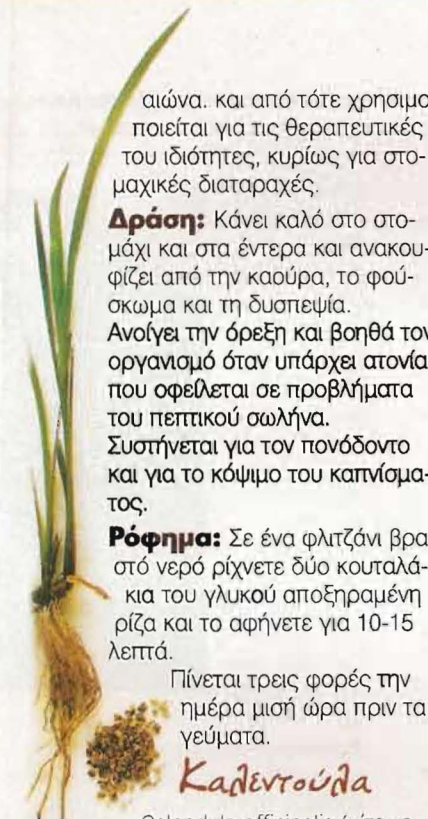 αιώνα. και από τότε χρησιμο
ποιείται για τις θεραπευτικές
του ιδιότητες, κυρίως για στο-
μαχικές διαταραχές.
Δράση: Κάνει καλό στο στο-
μάχι και στα έντερα και ανακου-
φίζει από την καούρα, το φού-
σκωμα και τη δυσπεψία.
Ανοίγει την όρεξη και βοηθά τον
οργανισμό όταν υπάρχει ατονία
που οφείλεται σε προβλήματα
του πεπτικού σωλήνα.
Συστήνεται για τον πονόδοντο
και για το κόψιμο του καπνίσμα-
τος.
Ρόφημα: Σε ένα φλιτζάνι βρα
στό νερό ρίχνετε δύο κουταλά-
κια του γλυκού αποξηραμένη
ρίζα και το αφήνετε για 10-15
λεπτά.
Πίνεται τρεις φορές την
ημέρα μισή ώρα πριν τα
γεύματα.
Καλεντούλα